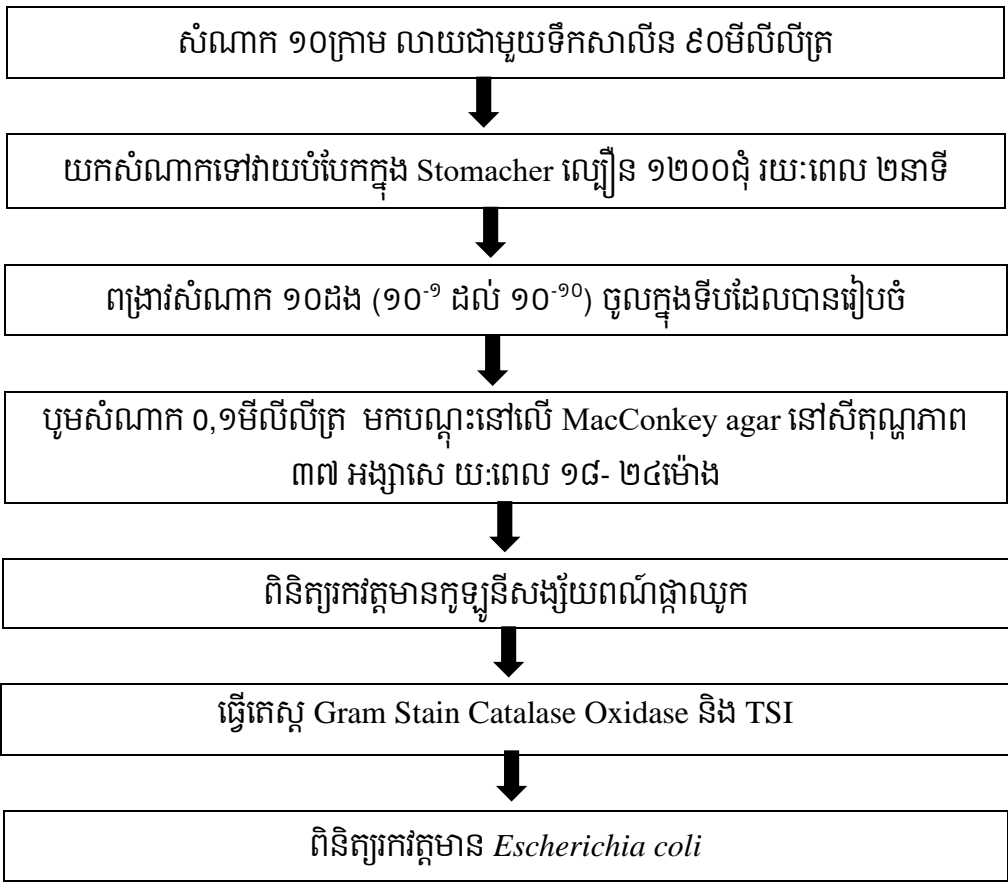 សំណាក ១០ក្រាម លាយជាមួយទឹកសាលីន ៩០មីលីលីត្រ
យកសំណាកទៅវាយបំបែកក្នុង Stomacher ល្បឿន ១២០០ជុំ រយៈពេល ២នាទី
ពង្រាវសំណាក ១០ដង (១០⁻¹ ដល់ ១០⁻¹⁰) ចូលក្នុងទីបដែលបានរៀបចំ
បូមសំណាក ០,១មីលីលីត្រ មកបណ្តុះនៅលើ MacConkey agar នៅសីតុណ្ហភាព
៣៧ អង្សាសេ យ:ពេល ១៨- ២៤ម៉ោង
ពិនិត្យរកវត្តមានកូឡូនីសង្ស័យពណ៍ផ្កាឈូក
ធ្វើតេស្ត Gram Stain Catalase Oxidase និង TSI
ពិនិត្យរកវត្តមាន Escherichia coli